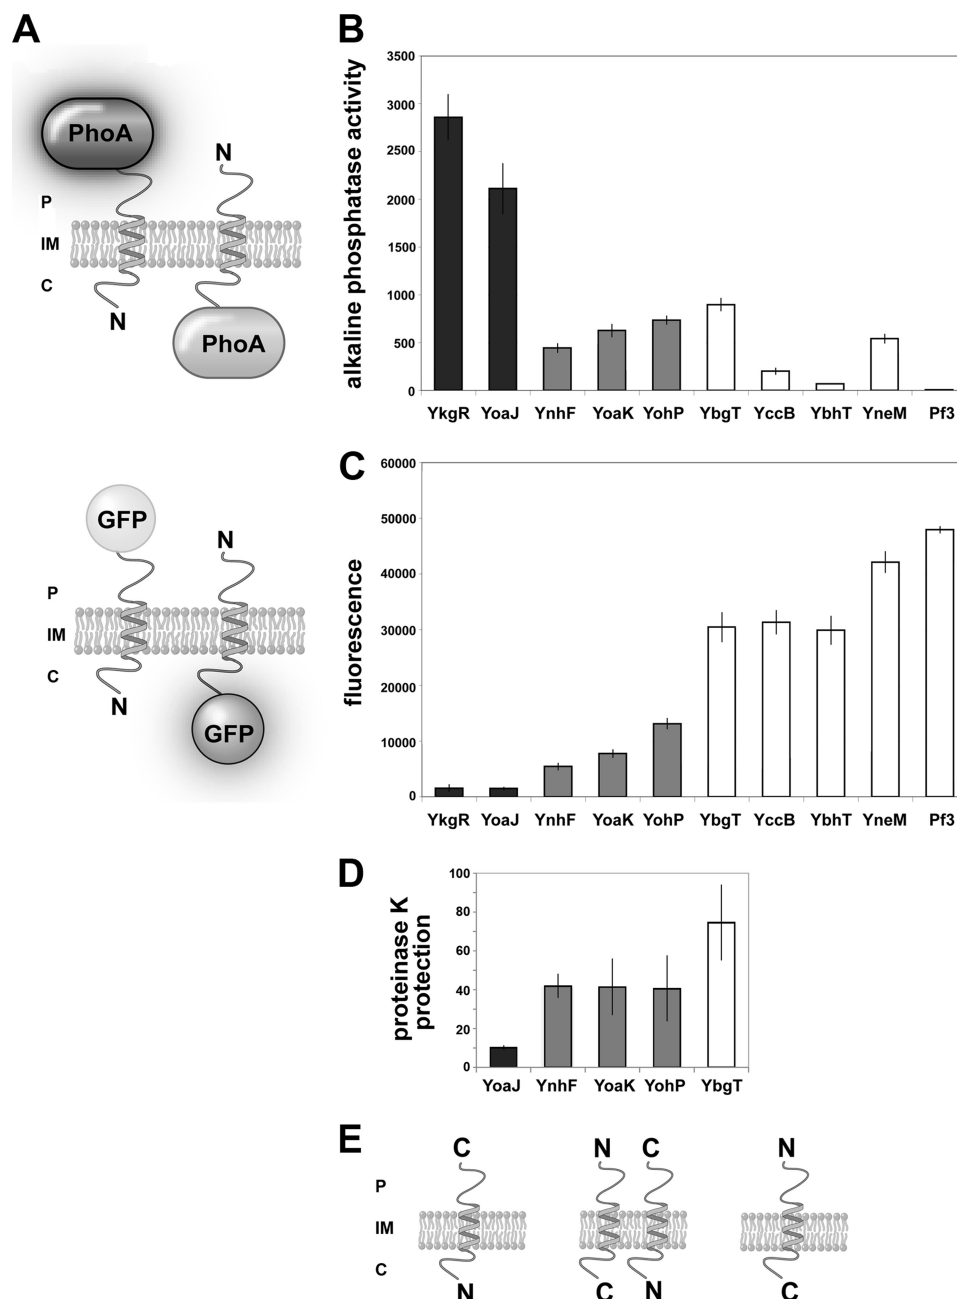 A
PhoA
N
P
IM
C
N
PhoA
GFP
N
P
IM
C
N
GFP
B
alkaline phosphatase activity
3500
3000
2500
2000
1500
1000
500
0
YkgR YoaJ YnhF YoaK YohP YbgT YccB YbhT YneM Pf3
C
fluorescence
60000
50000
40000
30000
20000
10000
0
YkgR YoaJ YnhF YoaK YohP YbgT YccB YbhT YneM Pf3
D
proteinase K
protection
100
80
60
40
20
0
YoaJ YnhF YoaK YohP YbgT
E
C N C N
P
IM
C
N C N C